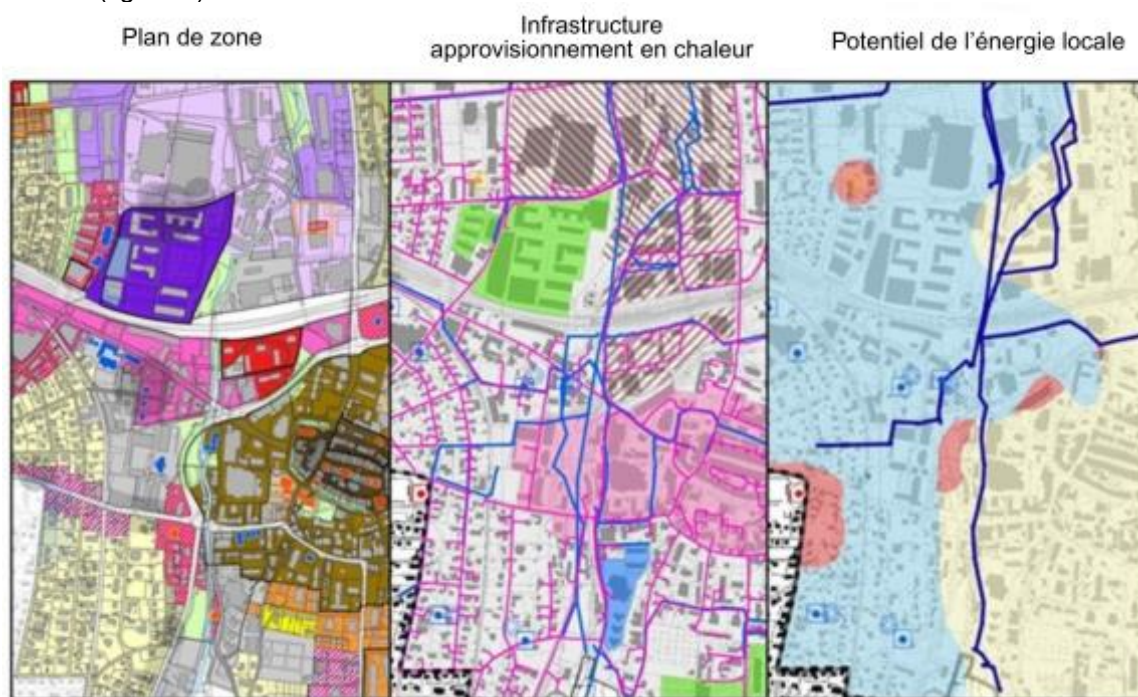 Plan de zone
Infrastructure
approvisionnement en chaleur
Potentiel de l'énergie locale